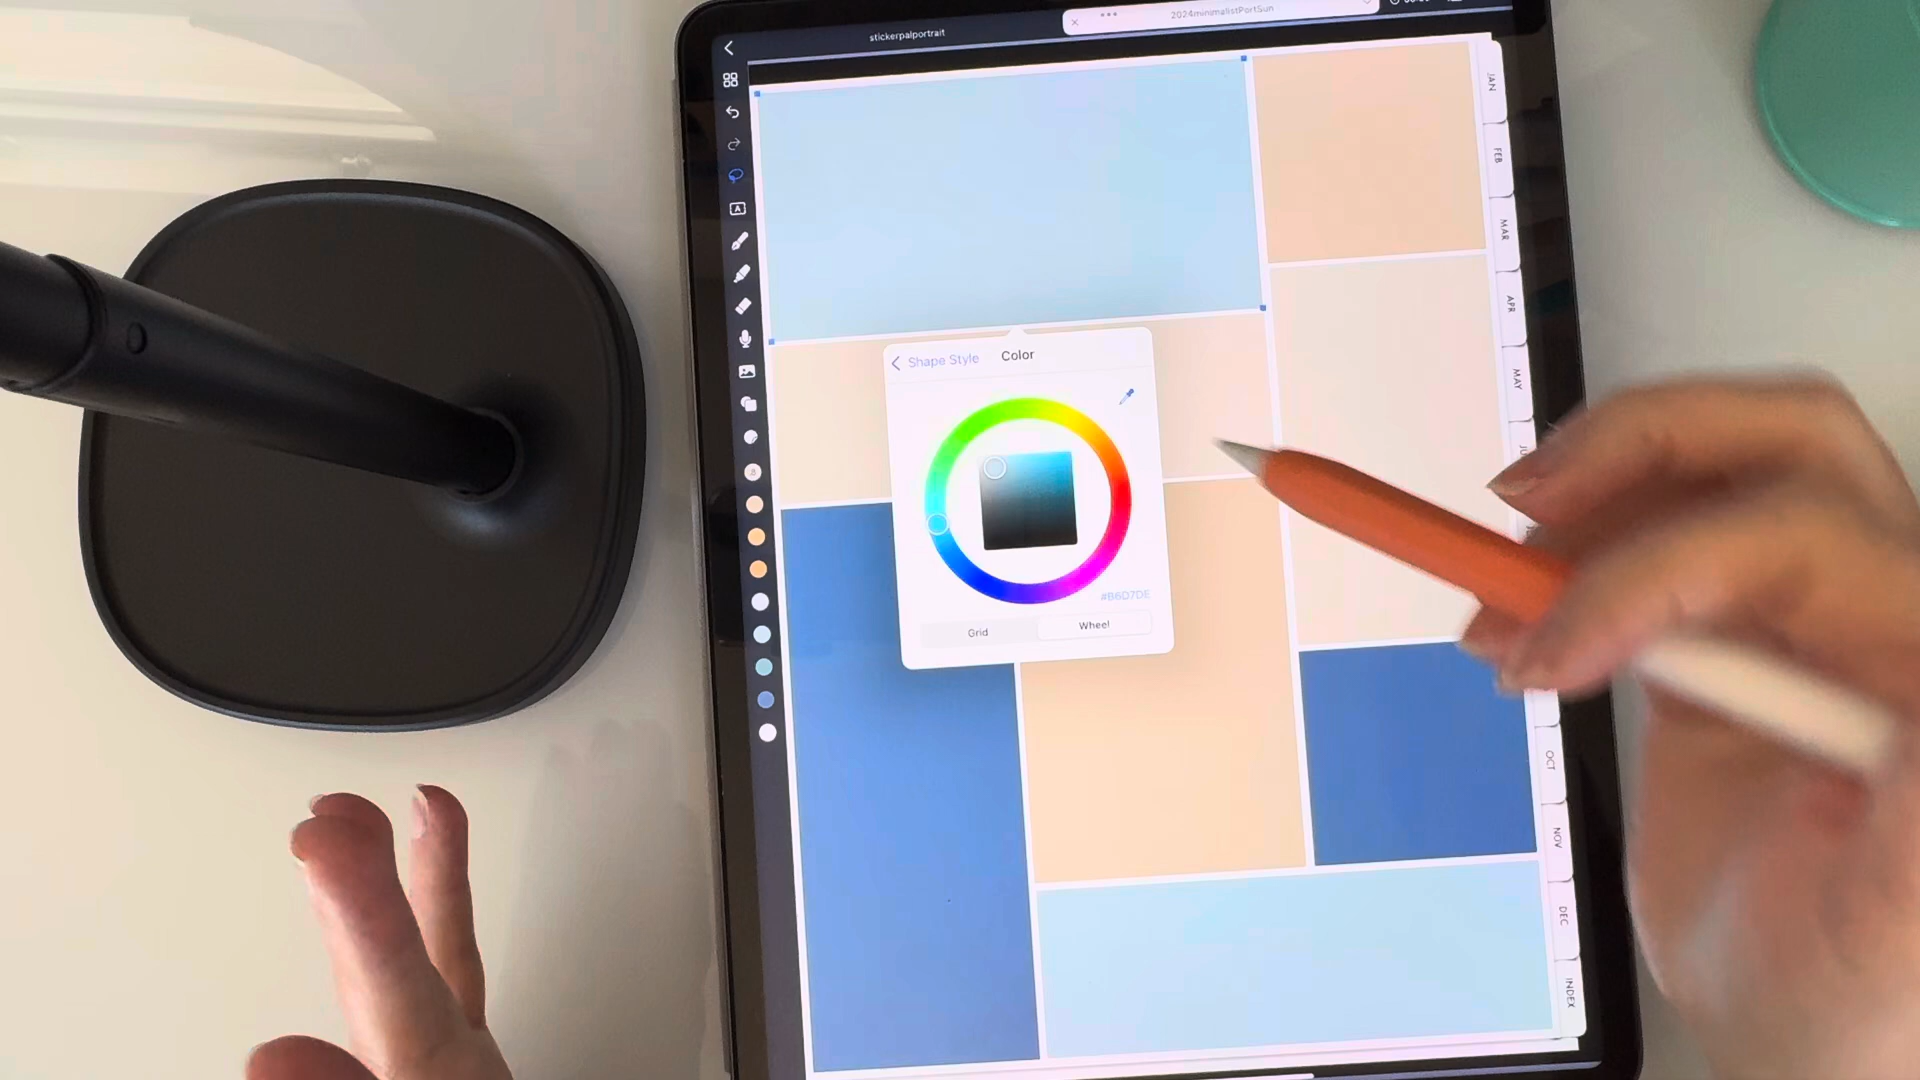 stickerpalportrait
2024minimalistPortSun
JAN
FEB
MAR
APR
MAY
Shape Style
Color
#B6D7DE
Grid
Wheel
OCT
NOV
DEC
INDEX